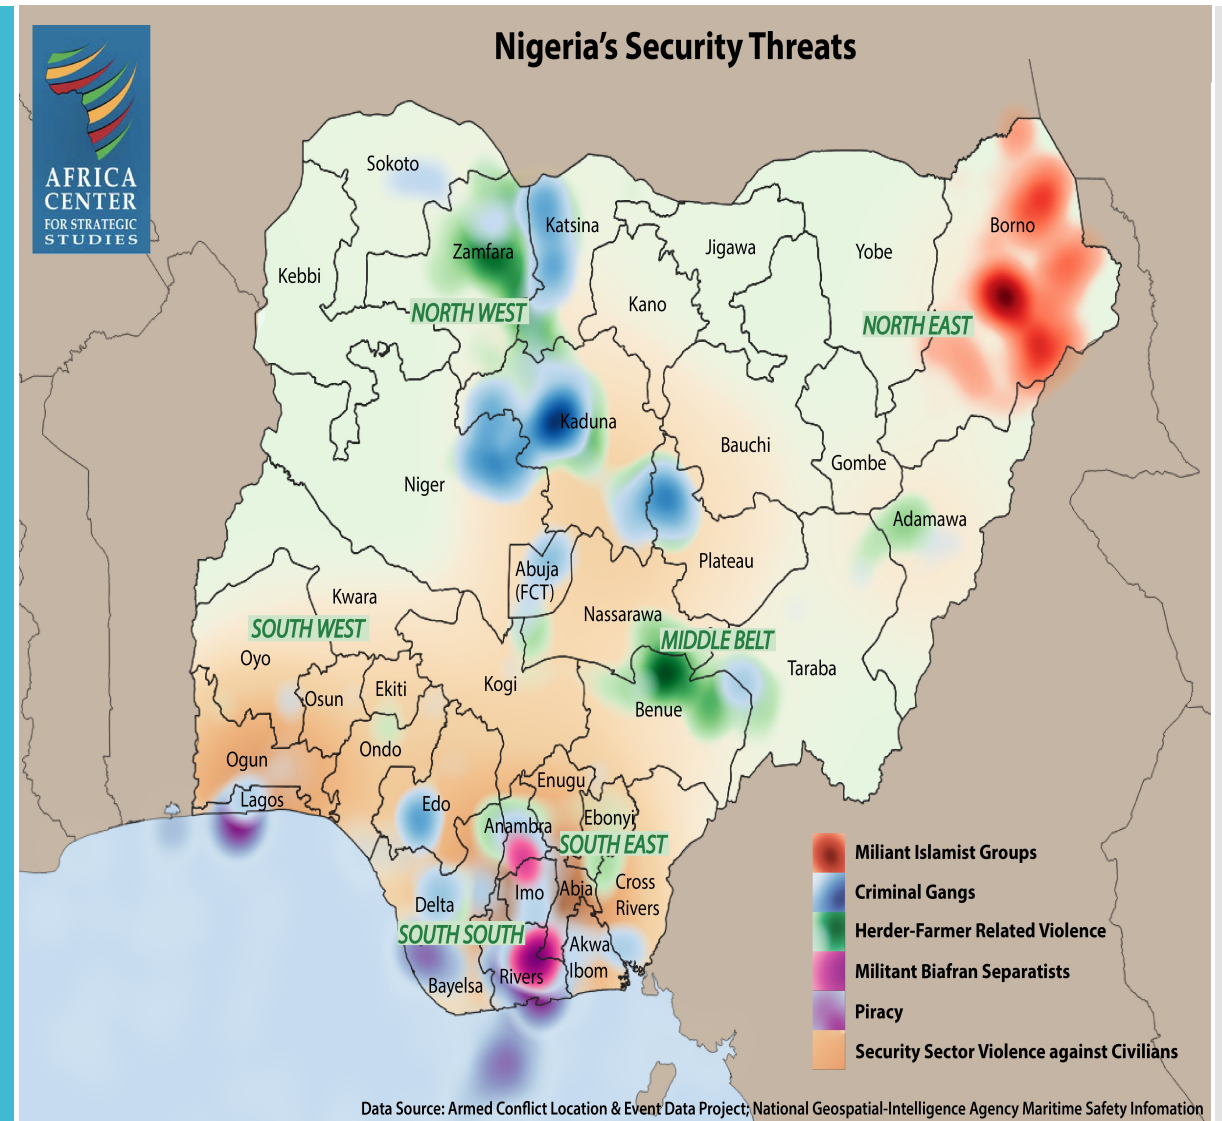 Nigeria's Security Threats
AFRICA
CENTER
FOR STRATEGIC
STUDIES
Sokoto
Katsina
Borno
Zamfara
Jigawa
Yobe
Kebbi
Kano
NORTH WEST
NORTH EAST
Kaduna
Bauchi
Gombe
Niger
Adamawa
Plateau
Abuja
(FCT)
Kwara
Nassarawa
SOUTH WEST
MIDDLE BELT
Oyo
Taraba
Kogi
Ekiti
Osun
Benue
Ondo
Ogun
Enugu
Lagos
Edo
Ebonyi
Anambra
SOUTH EAST
Cross
Rivers
Imo
Abia
Delta
SOUTH SOUTH
Akwa
Ibom
Rivers
Bayelsa
Miliant Islamist Groups
Criminal Gangs
Herder-Farmer Related Violence
Militant Biafran Separatists
Piracy
Security Sector Violence against Civilians
Data Source: Armed Conflict Location & Event Data Project; National Geospatial-Intelligence Agency Maritime Safety Infomation